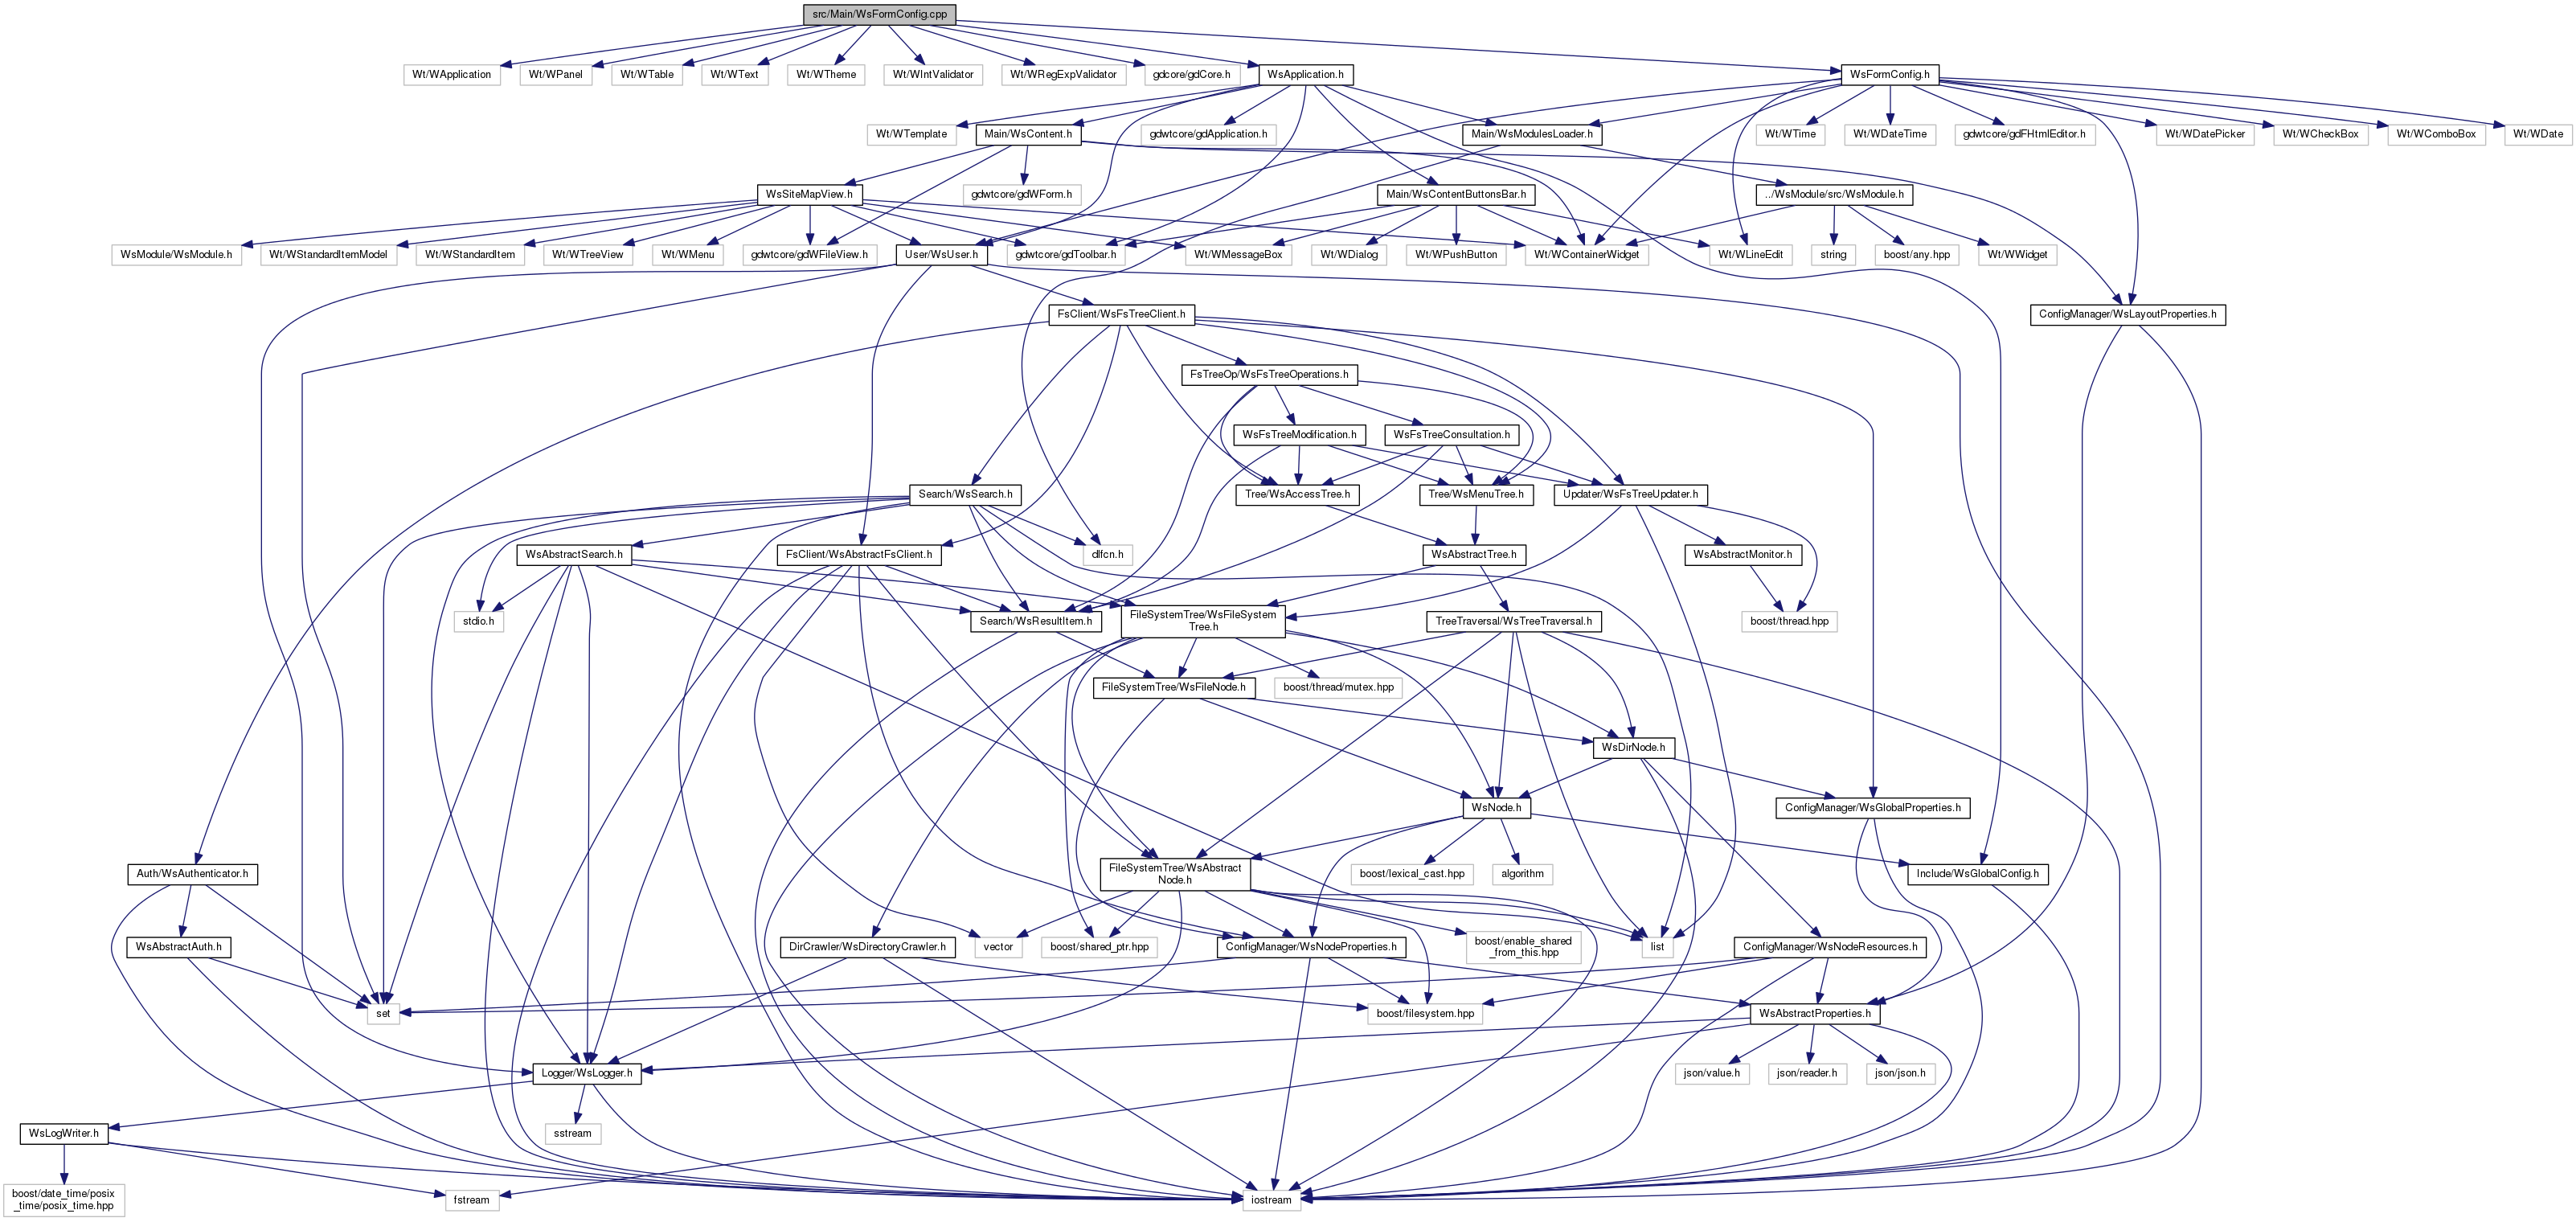 src/Main/WsFormConfig.cpp
Wt/WApplication
Wt/WPanel
Wt/WTable
Wt/WText
Wt/WTheme
Wt/WIntValidator
Wt/WRegExpValidator
gdcore/gdCore.h
WsApplication.h
WsFormConfig.h
Wt/WTemplate
Main/WsContent.h
gdwtcore/gdApplication.h
Main/WsModulesLoader.h
Wt/WTime
Wt/WDateTime
gdwtcore/gdFHtmlEditor.h
Wt/WDatePicker
Wt/WCheckBox
Wt/WComboBox
Wt/WDate
WsSiteMapView.h
gdwtcore/gdWForm.h
Main/WsContentButtonsBar.h
../WsModule/src/WsModule.h
WsModule/WsModule.h
Wt/WStandardItemModel
Wt/WStandardItem
Wt/WTreeView
Wt/WMenu
gdwtcore/gdWFileView.h
User/WsUser.h
gdwtcore/gdToolbar.h
Wt/WMessageBox
Wt/WDialog
Wt/WPushButton
Wt/WContainerWidget
Wt/WLineEdit
string
boost/any.hpp
Wt/WWidget
FsClient/WsFsTreeClient.h
ConfigManager/WsLayoutProperties.h
FsTreeOp/WsFsTreeOperations.h
WsFsTreeModification.h
WsFsTreeConsultation.h
Search/WsSearch.h
Tree/WsAccessTree.h
Tree/WsMenuTree.h
Updater/WsFsTreeUpdater.h
WsAbstractSearch.h
FsClient/WsAbstractFsClient.h
dlfcn.h
WsAbstractTree.h
WsAbstractMonitor.h
stdio.h
Search/WsResultItem.h
FileSystemTree/WsFileSystem
Tree.h
TreeTraversal/WsTreeTraversal.h
boost/thread.hpp
FileSystemTree/WsFileNode.h
boost/thread/mutex.hpp
WsDirNode.h
WsNode.h
ConfigManager/WsGlobalProperties.h
Auth/WsAuthenticator.h
FileSystemTree/WsAbstract
Node.h
boost/lexical_cast.hpp
algorithm
Include/WsGlobalConfig.h
WsAbstractAuth.h
DirCrawler/WsDirectoryCrawler.h
vector
boost/shared_ptr.hpp
ConfigManager/WsNodeProperties.h
boost/enable_shared
_from_this.hpp
list
ConfigManager/WsNodeResources.h
set
boost/filesystem.hpp
WsAbstractProperties.h
Logger/WsLogger.h
json/value.h
json/reader.h
json/json.h
WsLogWriter.h
sstream
boost/date_time/posix
_time/posix_time.hpp
fstream
iostream